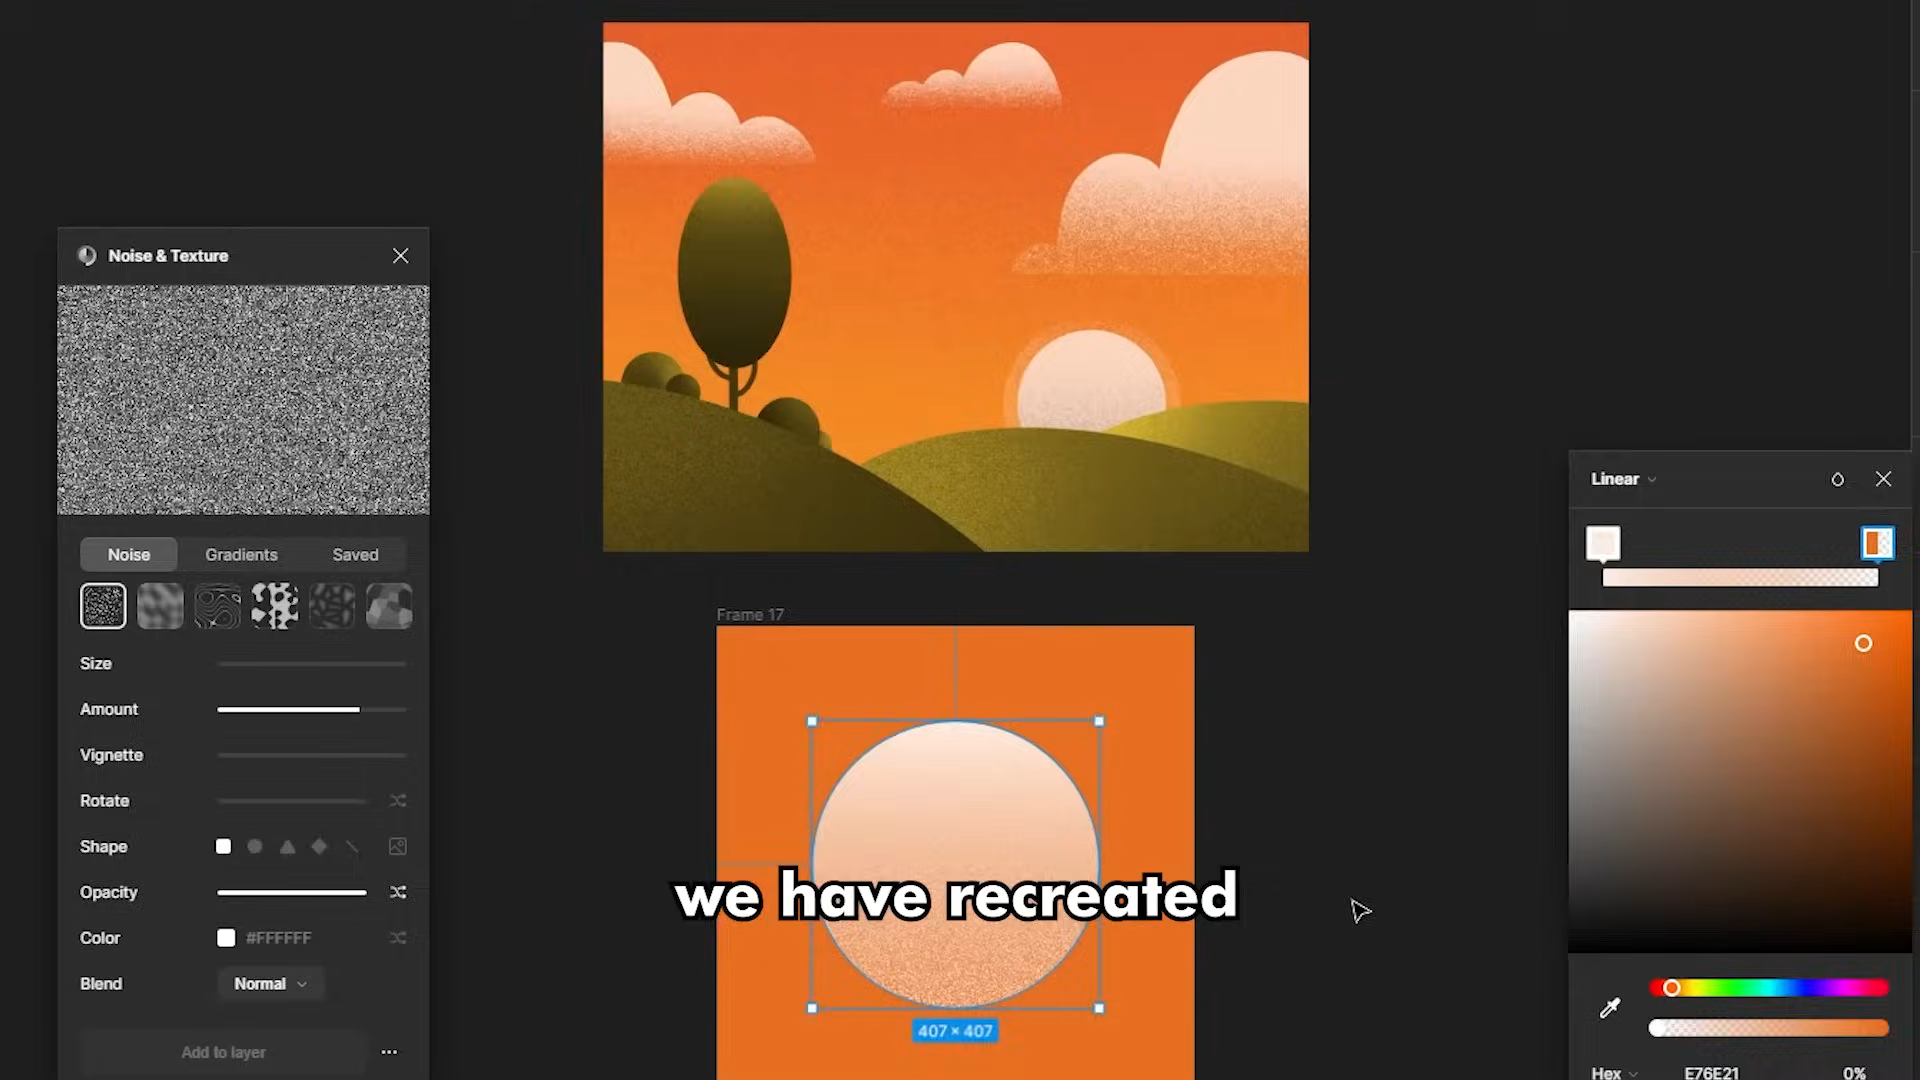 Noise & Texture
Noise
Gradients
Saved
Size
Amount
Vignette
Rotate
Shape
Opacity
Color
#FFFFFF
Blend
Normal
Add to layer
Frame 17
we have recreated
407 × 407
Linear
Hex
E76E21
0%